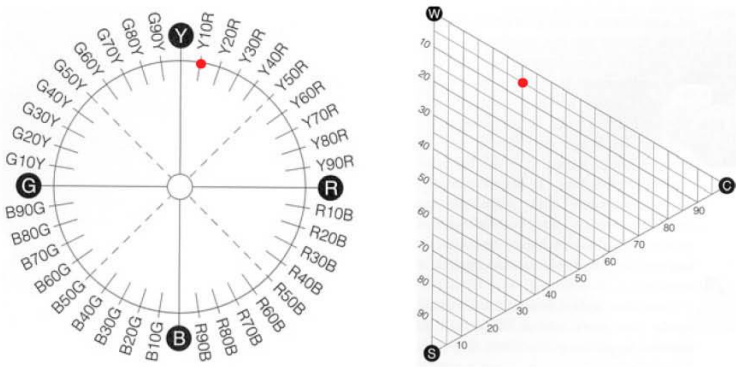 Y
Y10R
Y20R
Y30R
Y40R
Y50R
Y60R
Y70R
Y80R
Y90R
R
R10B
R20B
R30B
R40B
R50B
R60B
R70B
R80B
R90B
B
B10G
B20G
B30G
B40G
B50G
B60G
B70G
B80G
B90G
G
G10Y
G20Y
G30Y
G40Y
G50Y
G60Y
G70Y
G80Y
G90Y
W
10
20
30
40
50
60
70
80
90
S
10
20
30
40
50
60
70
80
90
C